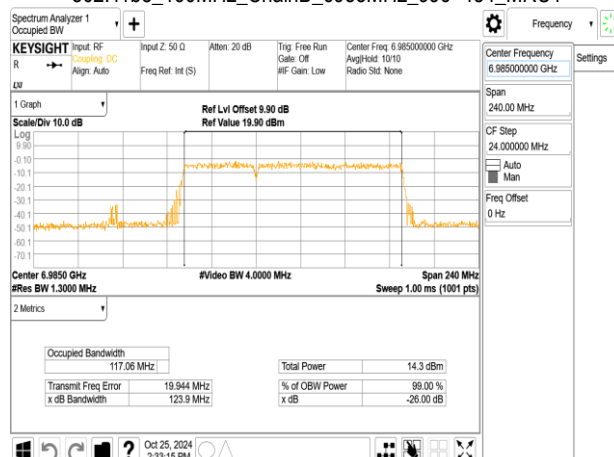 Spectrum Analyzer 1
Occupied BW
Frequency
KEYSIGHT
R
Input: RF
Coupling: DC
Align: Auto
Input Z: 50 Ω
Freq Ref: Int (S)
Atten: 20 dB
Trig: Free Run
Gate: Off
#IF Gain: Low
Center Freq: 6.985000000 GHz
Avg|Hold: 10/10
Radio Std: None
Center Frequency
6.985000000 GHz
Settings
Span
240.00 MHz
CF Step
24.000000 MHz
Auto
Man
Freq Offset
0 Hz
1 Graph
Scale/Div 10.0 dB
Ref Lvl Offset 9.90 dB
Ref Value 19.90 dBm
Log
9.90
-0.10
-10.1
-20.1
-30.1
-40.1
-50.1
-60.1
-70.1
Center 6.9850 GHz
#Res BW 1.3000 MHz
#Video BW 4.0000 MHz
Span 240 MHz
Sweep 1.00 ms (1001 pts)
2 Metrics
Occupied Bandwidth
117.06 MHz
Total Power 14.3 dBm
Transmit Freq Error 19.944 MHz
% of OBW Power 99.00 %
x dB Bandwidth 123.9 MHz
x dB -26.00 dB
?
Oct 25, 2024
2:33:15 PM